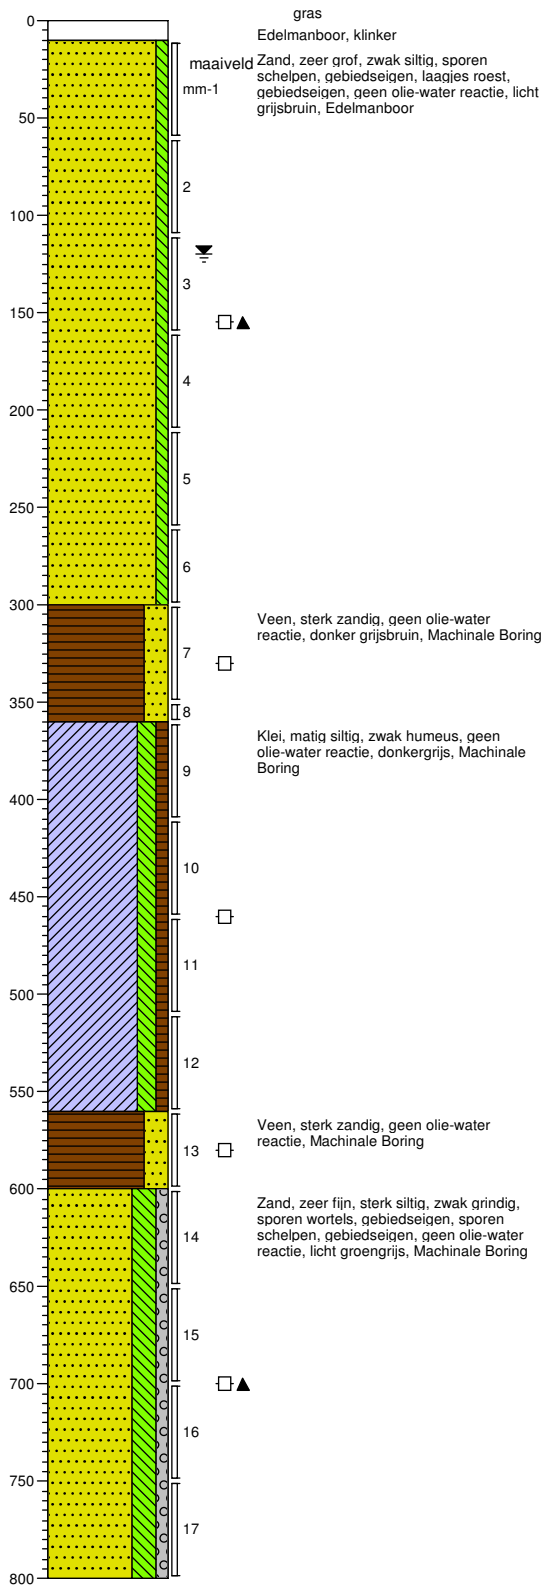 gras
0
Edelmanboor, klinker
maaiveld
Zand, zeer grof, zwak siltig, sporen
schelpen, gebiedseigen, laagjes roest,
mm-1
gebiedseigen, geen olie-water reactie, licht
grijsbruin, Edelmanboor
50
2
100
3
150
4
200
5
250
6
300
Veen, sterk zandig, geen olie-water
reactie, donker grijsbruin, Machinale Boring
7
350
8
Klei, matig siltig, zwak humeus, geen
olie-water reactie, donkergrijs, Machinale
Boring
9
400
10
450
11
500
12
550
Veen, sterk zandig, geen olie-water
reactie, Machinale Boring
13
600
Zand, zeer fijn, sterk siltig, zwak grindig,
sporen wortels, gebiedseigen, sporen
schelpen, gebiedseigen, geen olie-water
reactie, licht groengrijs, Machinale Boring
14
650
15
700
16
750
17
800